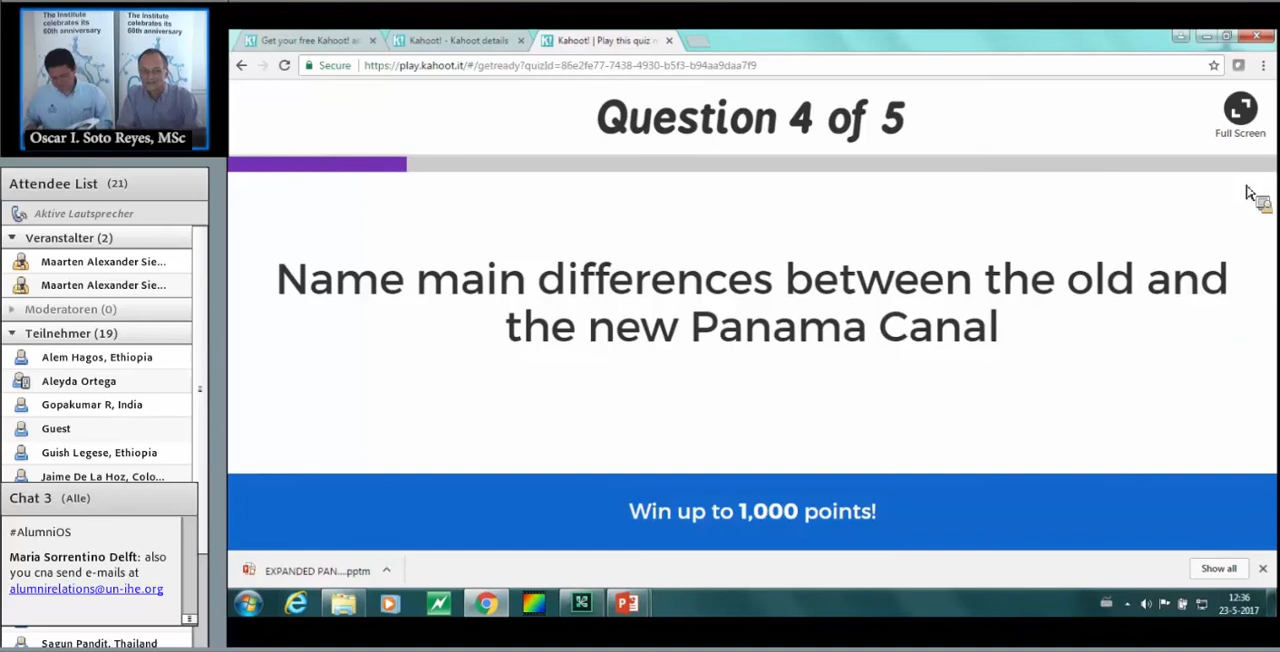 The Institute
celebrates its
60th anniversary
The Institute
celebrates its
60th anniversary
Oscar I. Soto Reyes, MSc
Attendee List (21)
Aktive Lautsprecher
Veranstalter (2)
Maarten Alexander Sie...
Maarten Alexander Sie...
Moderatoren (0)
Teilnehmer (19)
Alem Hagos, Ethiopia
Aleyda Ortega
Gopakumar R, India
Guest
Guish Legese, Ethiopia
Jaime De La Hoz, Colo...
Chat 3 (Alle)
#AlumniOS
Maria Sorrentino Delft: also
you cna send e-mails at
alumnirelations@un-ihe.org
Sagun Pandit, Thailand
Get your free Kahoot! a
Kahoot! - Kahoot details
Kahoot! | Play this quiz
Secure https://play.kahoot.it/#/getready?quizId=86e2fe77-7438-4930-b5f3-b94aa9daa7f9
Question 4 of 5
Full Screen
Name main differences between the old and
the new Panama Canal
Win up to 1,000 points!
EXPANDED PAN....pptm
Show all
12:36
23-5-2017